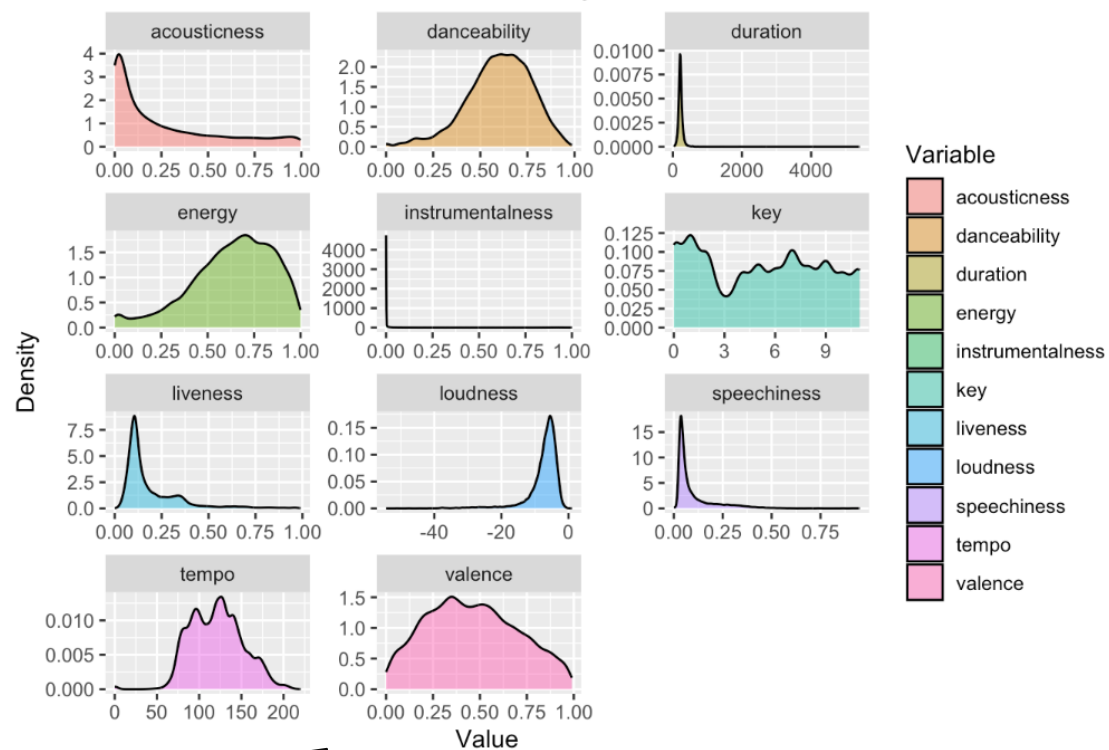 acousticness danceability duration
4 3 2 1 0
0.00 0.25 0.50 0.75 1.00
2.0 1.5 1.0 0.5 0.0
0.00 0.25 0.50 0.75 1.00
0.0100 0.0075 0.0050 0.0025 0.0000
0 2000 4000
energy instrumentalness key
1.5 1.0 0.5 0.0
0.00 0.25 0.50 0.75 1.00
4000 3000 2000 1000 0
0.00 0.25 0.50 0.75 1.00
0.125 0.100 0.075 0.050 0.025 0.000
0 3 6 9
liveness loudness speechiness
7.5 5.0 2.5 0.0
0.00 0.25 0.50 0.75 1.00
0.15 0.10 0.05 0.00
-40 -20 0
15 10 5 0
0.00 0.25 0.50 0.75
tempo valence
0.010 0.005 0.000
0 50 100 150 200
1.5 1.0 0.5 0.0
0.00 0.25 0.50 0.75 1.00
Density
Value
Variable
acousticness
danceability
duration
energy
instrumentalness
key
liveness
loudness
speechiness
tempo
valence